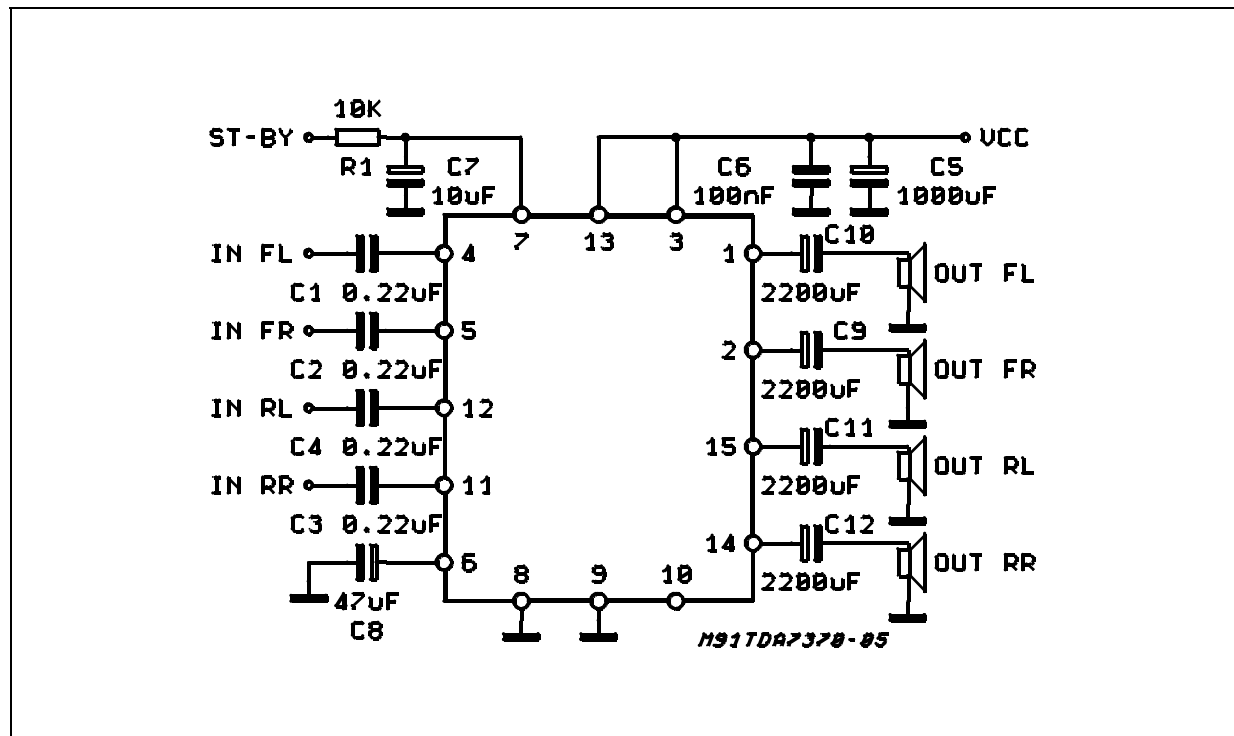 10K
ST-BY
R1
C7
10uF
VCC
C6
100nF
C5
1000uF
7
13
3
IN FL
4
C1 0.22uF
IN FR
5
C2 0.22uF
IN RL
12
C4 0.22uF
IN RR
11
C3 0.22uF
6
47uF
C8
8
9
10
1
C10
2200uF
OUT FL
2
C9
2200uF
OUT FR
15
C11
2200uF
OUT RL
14
C12
2200uF
OUT RR
M91TDA7370-05